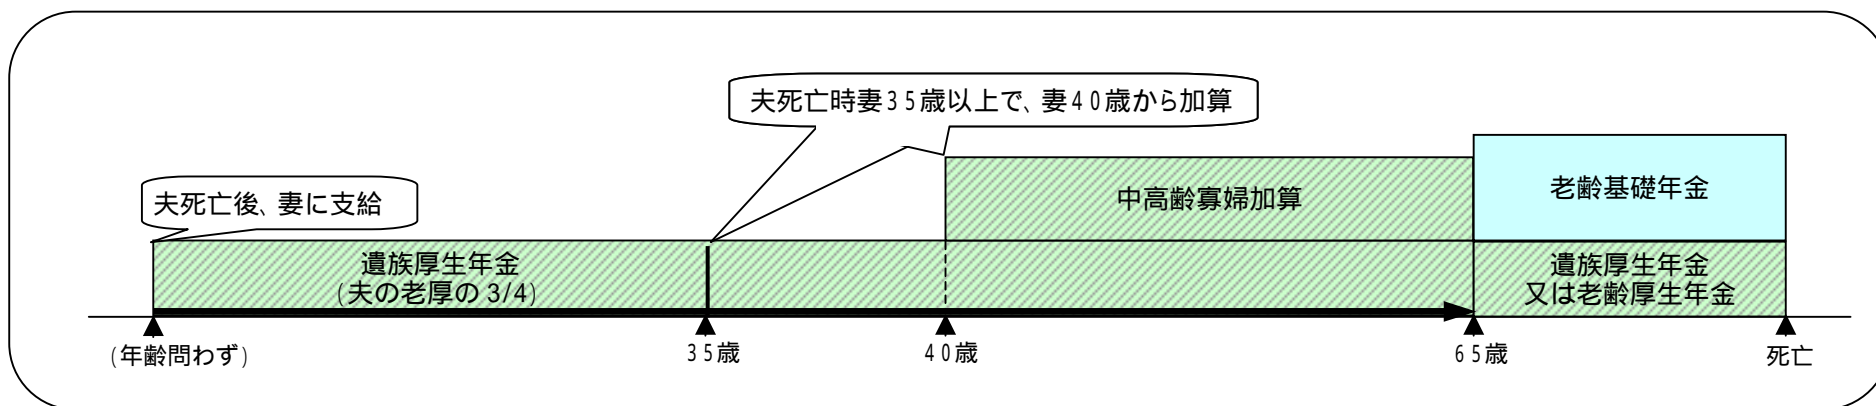 夫死亡時妻35歳以上で、妻40歳から加算
夫死亡後、妻に支給
中高齢寡婦加算
老齢基礎年金
遺族厚生年金
(夫の老厚の3/4)
遺族厚生年金
又は老齢厚生年金
(年齢問わず)
35歳
40歳
65歳
死亡